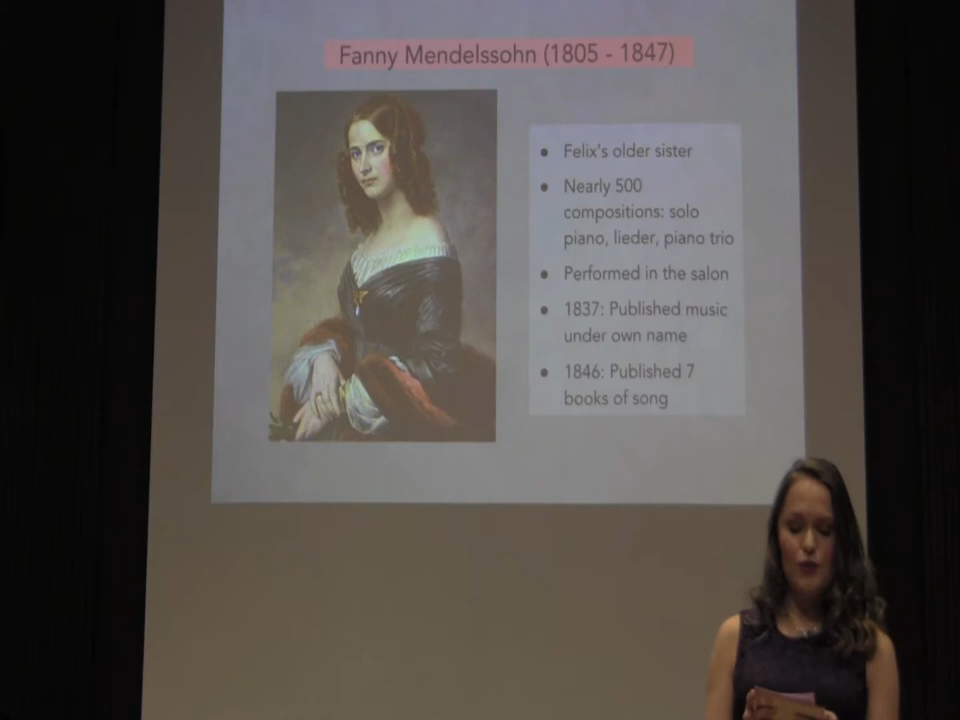 Fanny Mendelssohn (1805 - 1847)
• Felix's older sister
• Nearly 500
compositions: solo
piano, lieder, piano trio
• Performed in the salon
• 1837: Published music
under own name
• 1846: Published 7
books of song